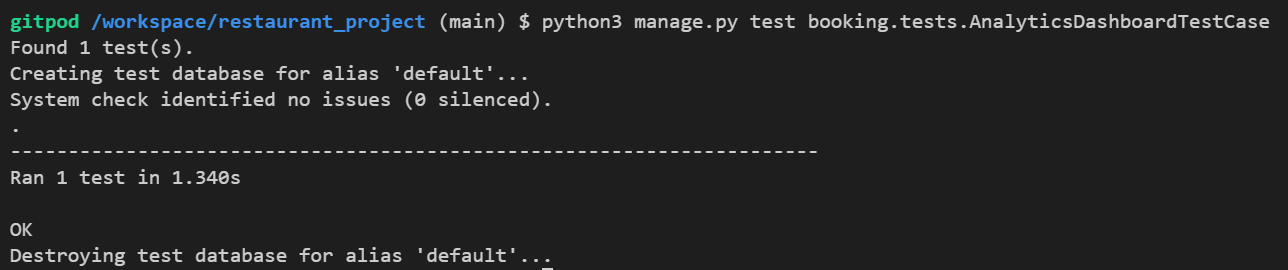 gitpod /workspace/restaurant_project (main) $ python3 manage.py test booking.tests.AnalyticsDashboardTestCase
Found 1 test(s).
Creating test database for alias 'default'...
System check identified no issues (0 silenced).
.
----------------------------------------------------------------------
Ran 1 test in 1.340s
OK
Destroying test database for alias 'default'...